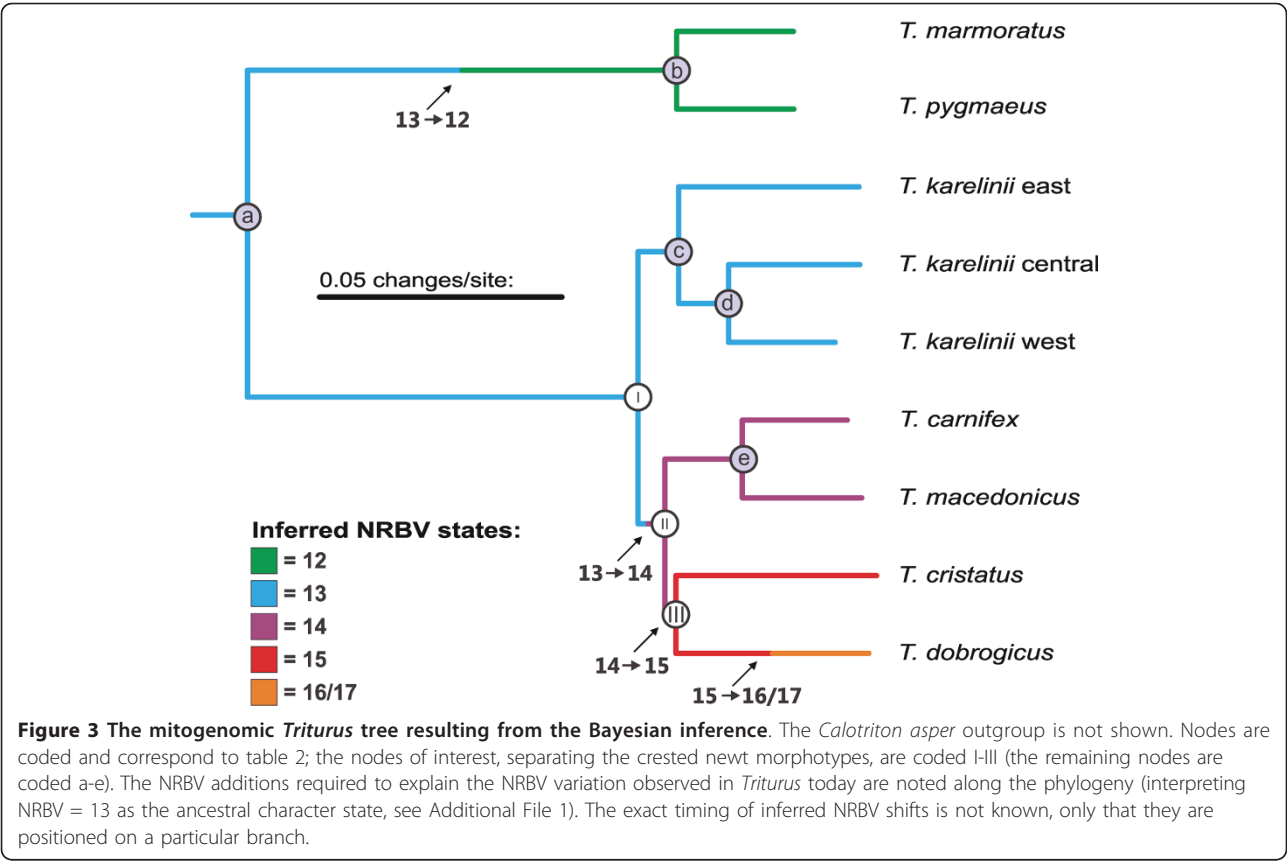 T. marmoratus
b
T. pygmaeus
13→12
T. karelinii east
a
c
0.05 changes/site:
T. karelinii central
d
T. karelinii west
I
T. carnifex
e
T. macedonicus
Inferred NRBV states:
II
= 12
13→14
T. cristatus
= 13
= 14
III
= 15
14→15
T. dobrogicus
= 16/17
15→16/17
Figure 3 The mitogenomic Triturus tree resulting from the Bayesian inference. The Calotriton asper outgroup is not shown. Nodes are
coded and correspond to table 2; the nodes of interest, separating the crested newt morphotypes, are coded I-III (the remaining nodes are
coded a-e). The NRBV additions required to explain the NRBV variation observed in Triturus today are noted along the phylogeny (interpreting
NRBV = 13 as the ancestral character state, see Additional File 1). The exact timing of inferred NRBV shifts is not known, only that they are
positioned on a particular branch.